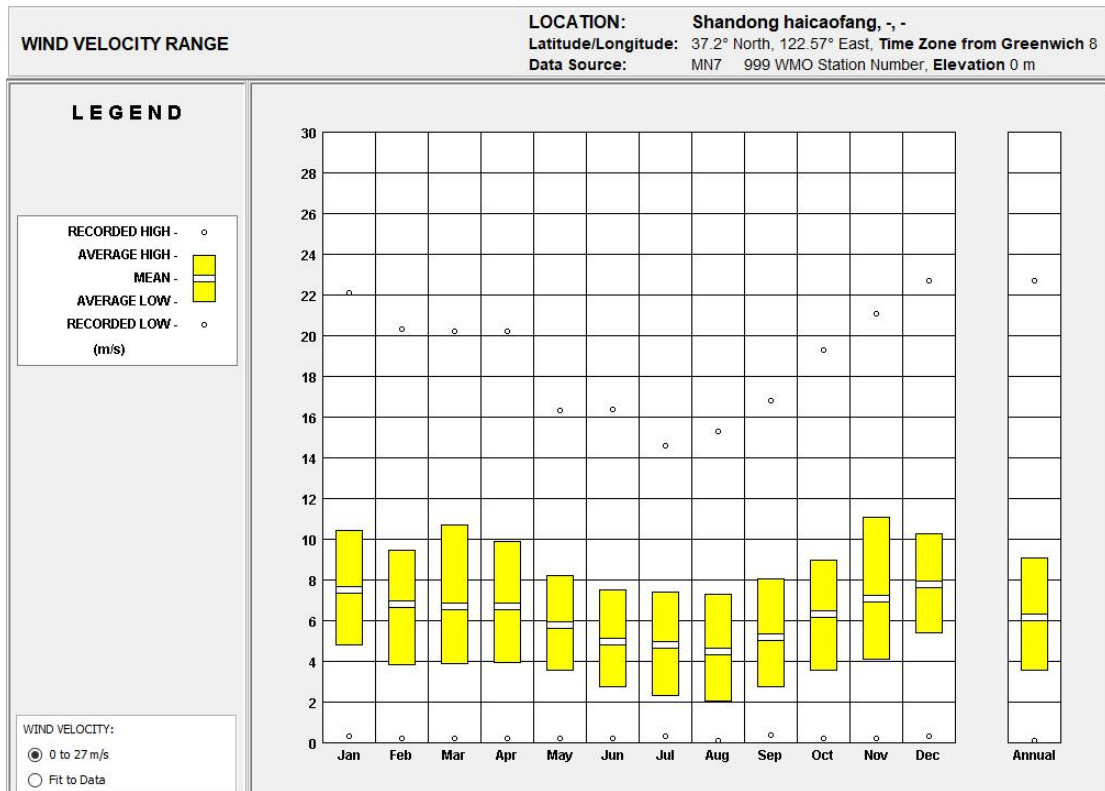 WIND VELOCITY RANGE
LOCATION: Shandong haicaofang, -, -
Latitude/Longitude: 37.2° North, 122.57° East, Time Zone from Greenwich 8
Data Source: MN7 999 WMO Station Number, Elevation 0 m
LEGEND
RECORDED HIGH -
AVERAGE HIGH -
MEAN -
AVERAGE LOW -
RECORDED LOW -
(m/s)
30
28
26
24
22
20
18
16
14
12
10
8
6
4
2
0
Jan Feb Mar Apr May Jun Jul Aug Sep Oct Nov Dec Annual
WIND VELOCITY:
0 to 27 m/s
Fit to Data